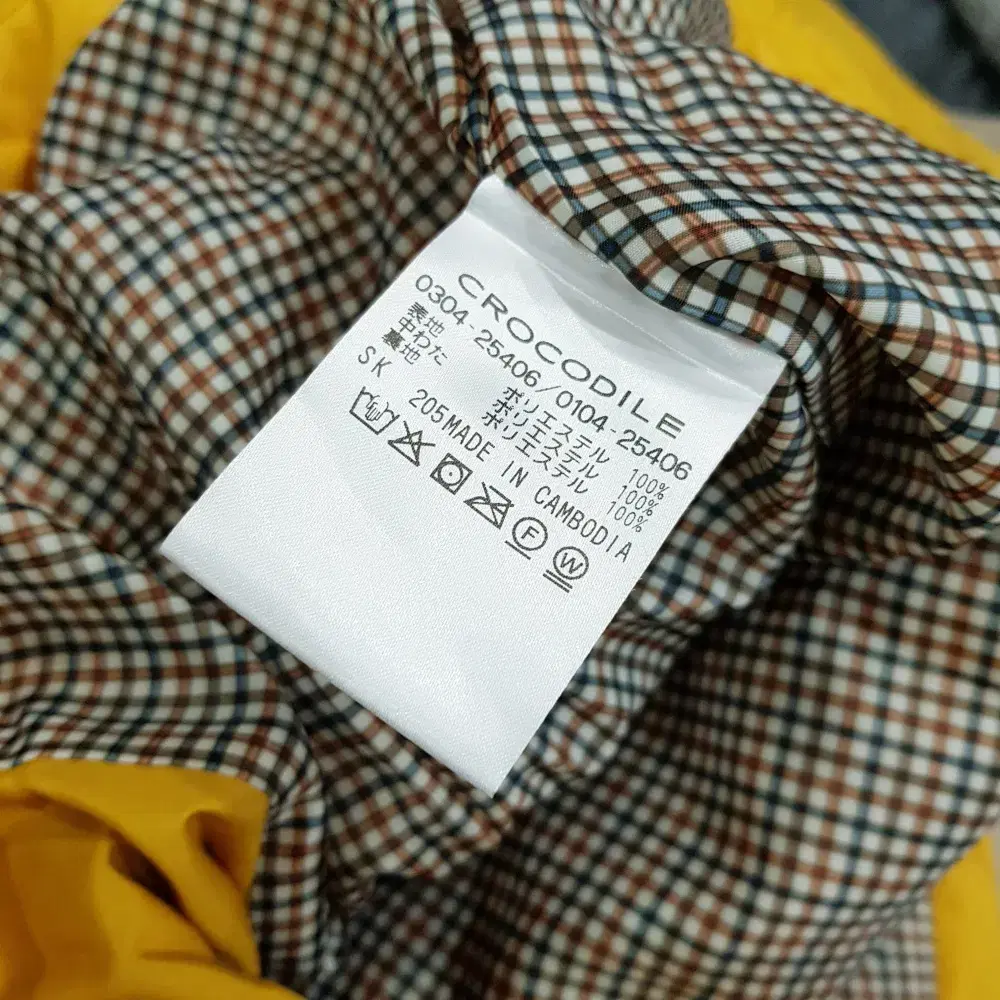 CROCODILE
0304-25406/0104-25406
表地 ポリエステル 100%
中わた ポリエステル 100%
裏地 ポリエステル 100%
SK 205MADE IN CAMBODIA
F W